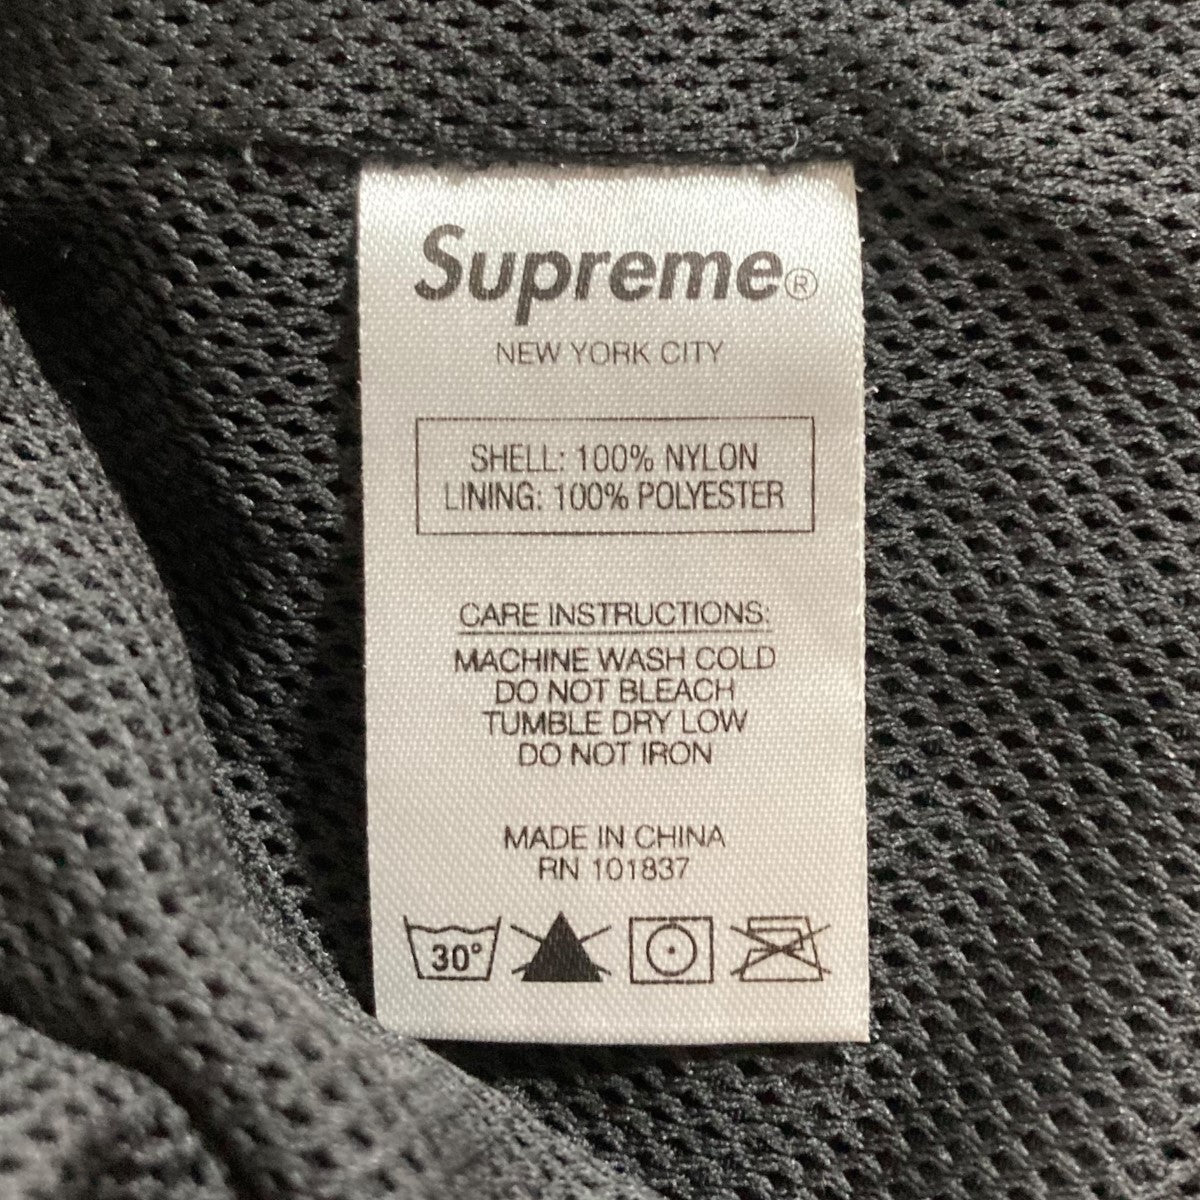 Supreme®
NEW YORK CITY
SHELL: 100% NYLON
LINING: 100% POLYESTER
CARE INSTRUCTIONS:
MACHINE WASH COLD
DO NOT BLEACH
TUMBLE DRY LOW
DO NOT IRON
MADE IN CHINA
RN 101837
30°